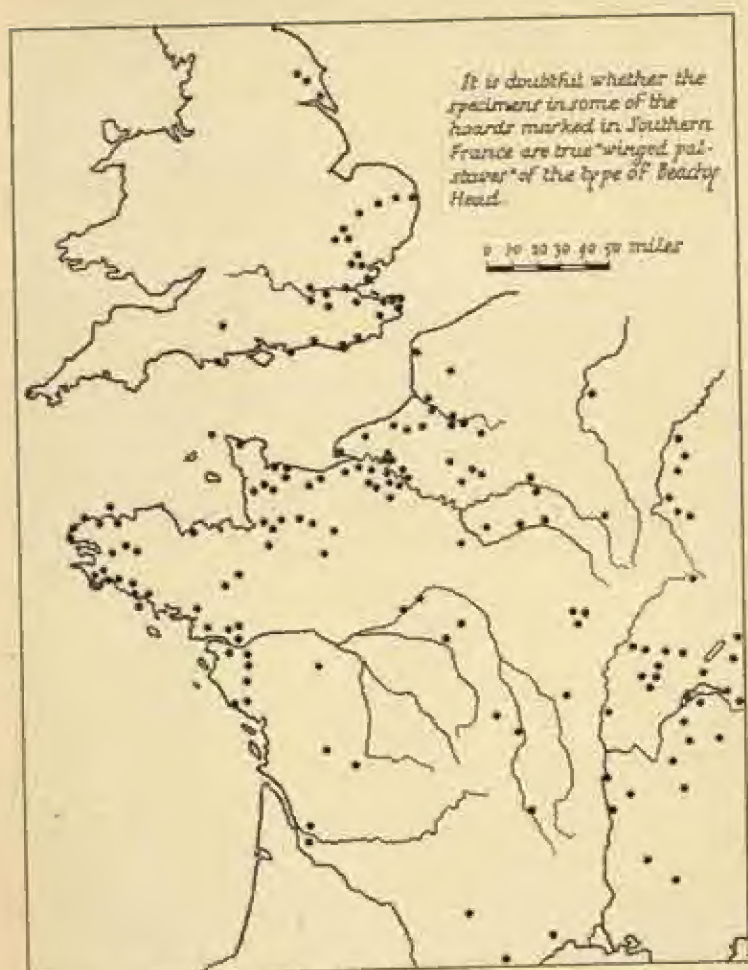 It is doubtful whether the
specimens in some of the
hoards marked in Southern
France are true "winged pal-
staves" of the type of Beachy
Head.
0 10 20 30 40 50 miles